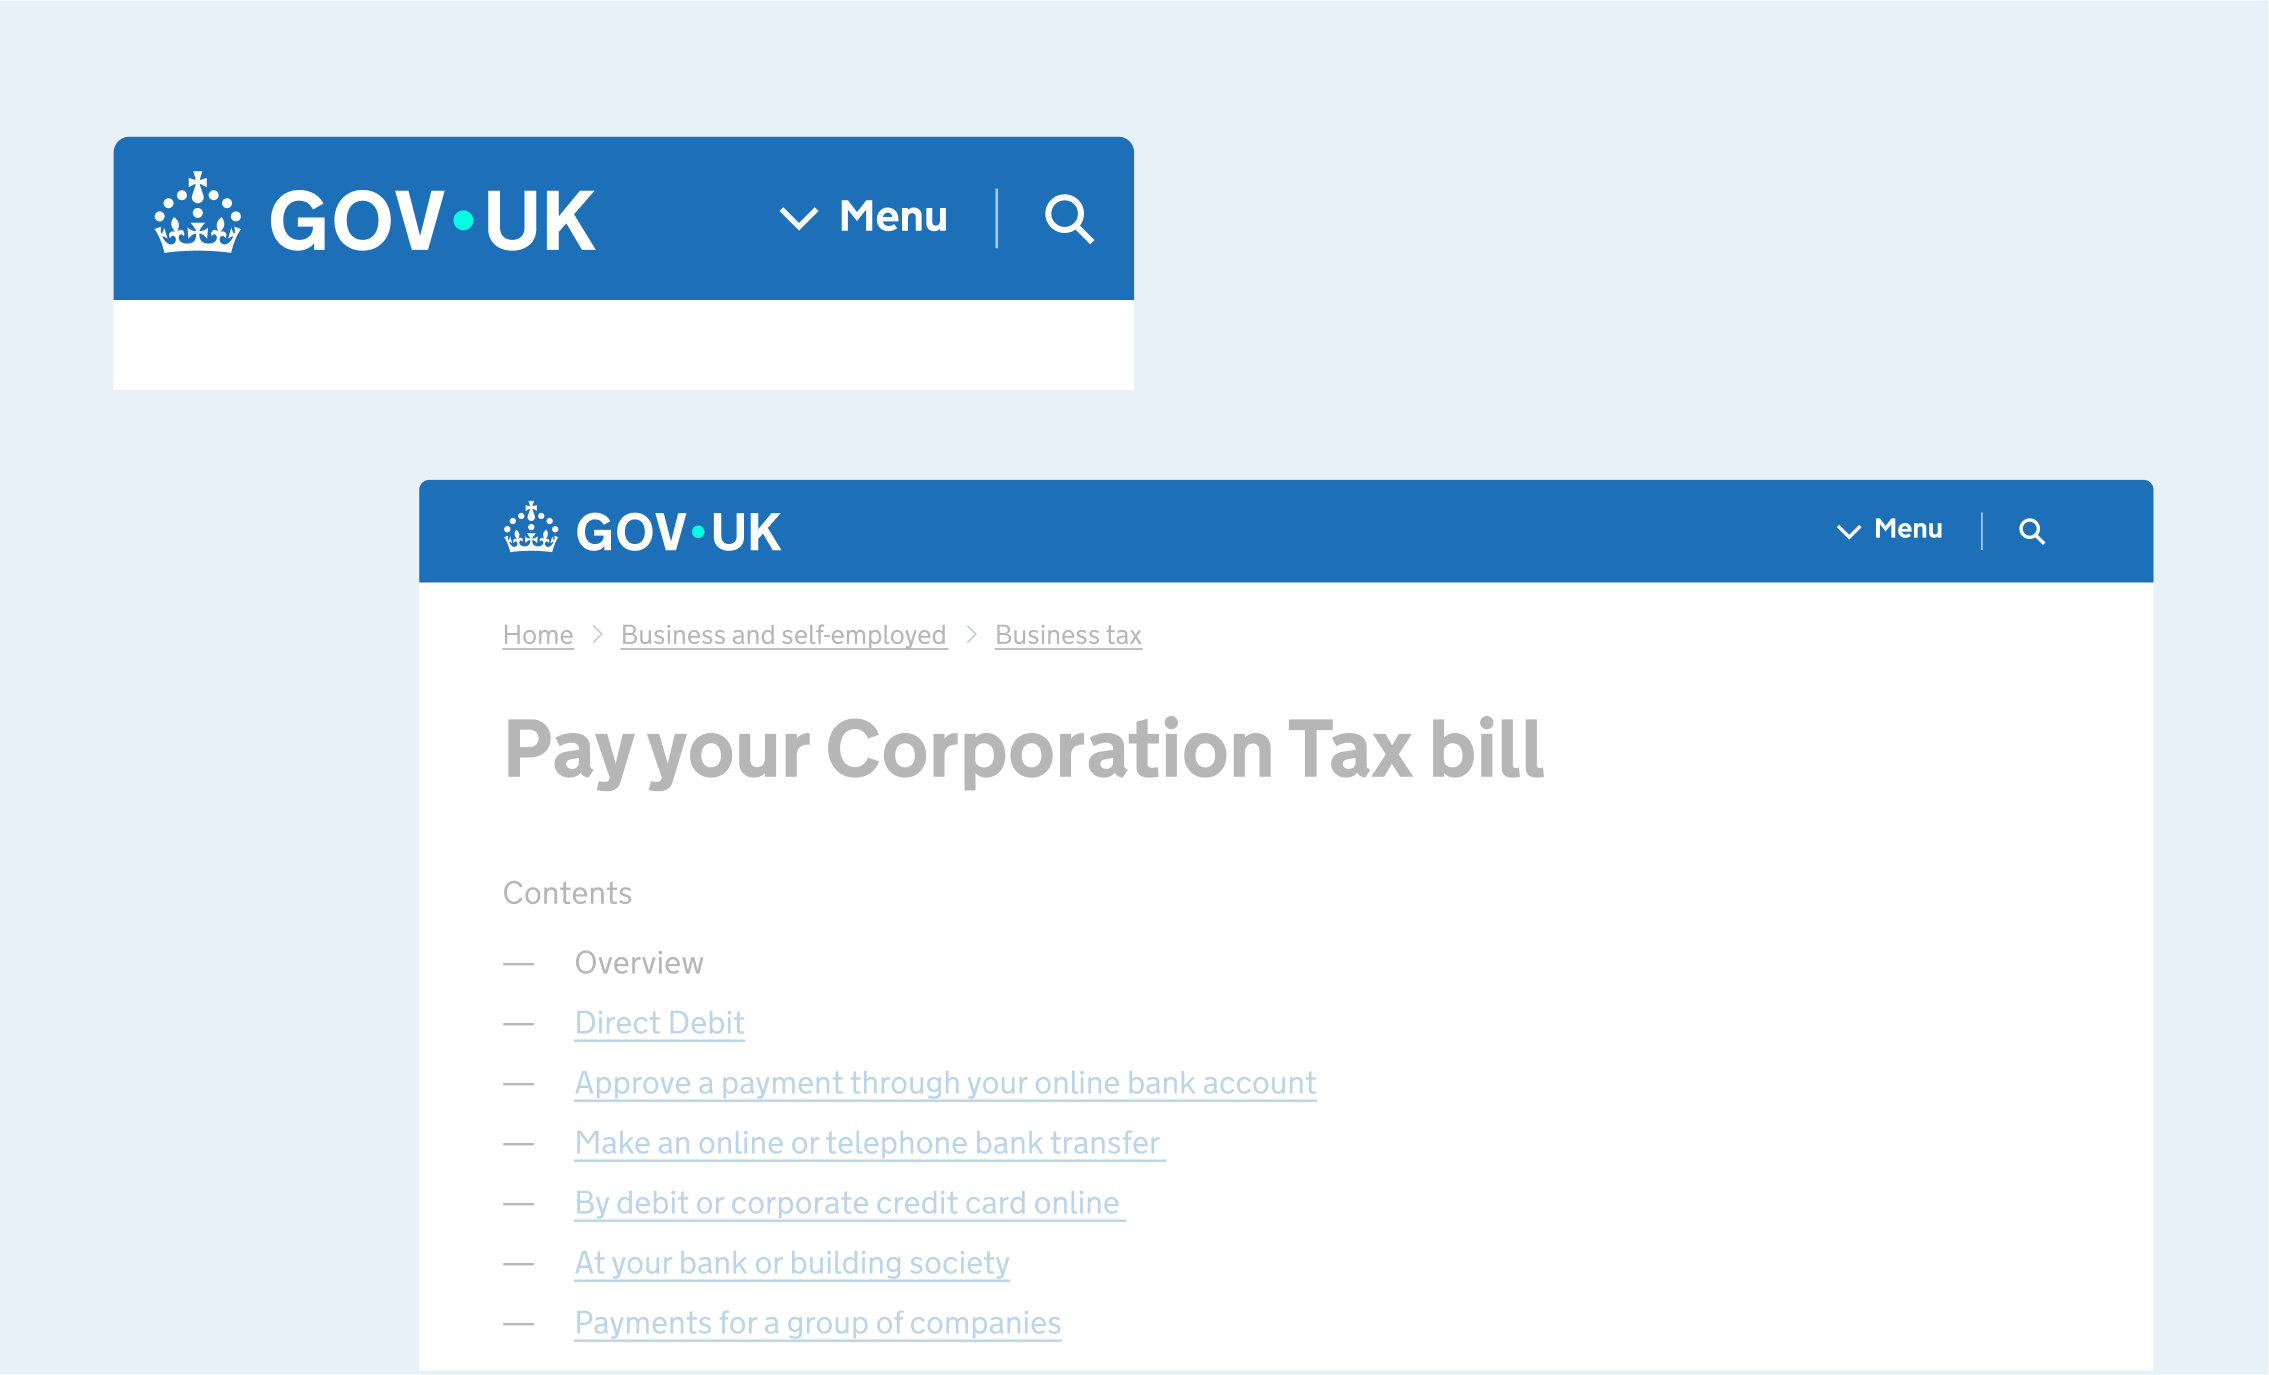 GOV·UK Menu
GOV·UK Menu
Home > Business and self-employed > Business tax
Pay your Corporation Tax bill
Contents
— Overview
— Direct Debit
— Approve a payment through your online bank account
— Make an online or telephone bank transfer
— By debit or corporate credit card online
— At your bank or building society
— Payments for a group of companies